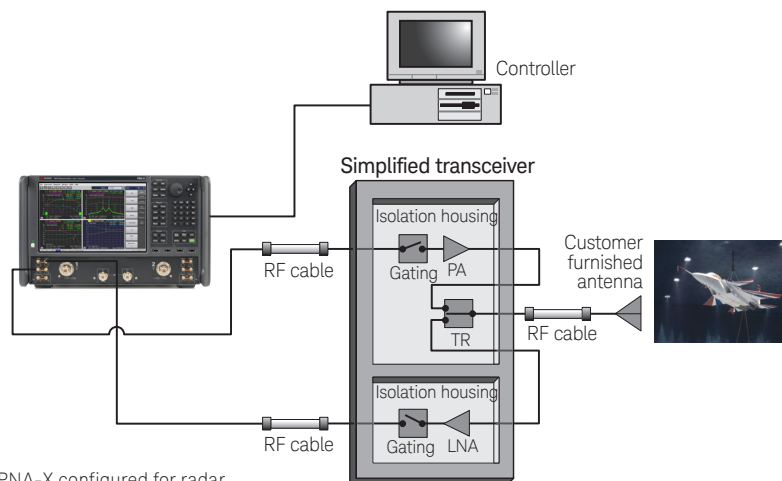 Controller
Simplified transceiver
Isolation housing
Gating
PA
RF cable
Customer
furnished
antenna
TR
RF cable
Isolation housing
Gating
LNA
RF cable
PNA-X configured for radar